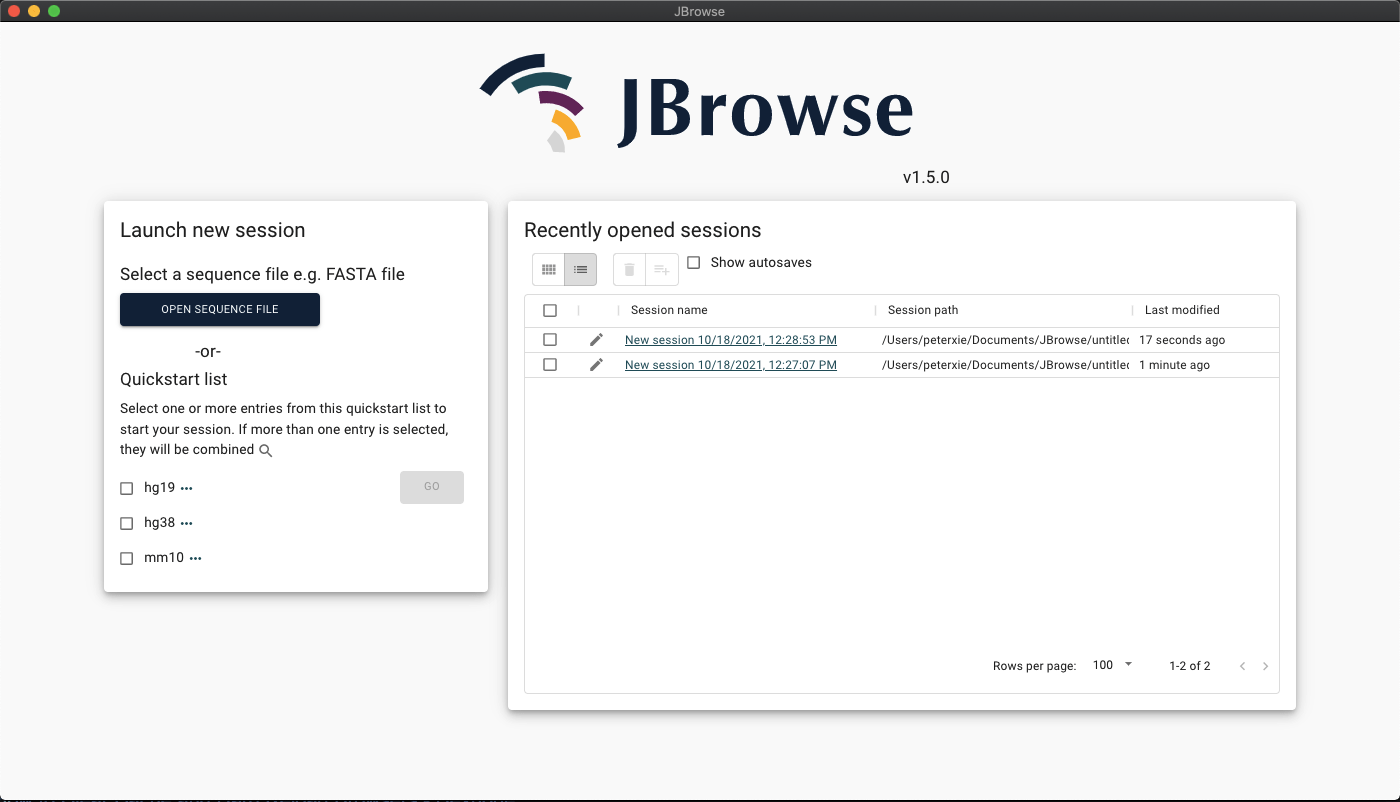 JBrowse
JBrowse
v1.5.0
Launch new session
Select a sequence file e.g. FASTA file
OPEN SEQUENCE FILE
-or-
Quickstart list
Select one or more entries from this quickstart list to
start your session. If more than one entry is selected,
they will be combined
hg19 •••
GO
hg38 •••
mm10 •••
Recently opened sessions
Show autosaves
Session name Session path Last modified
New session 10/18/2021, 12:28:53 PM /Users/peterxie/Documents/JBrowse/untitled 17 seconds ago
New session 10/18/2021, 12:27:07 PM /Users/peterxie/Documents/JBrowse/untitled 1 minute ago
Rows per page: 100 1-2 of 2